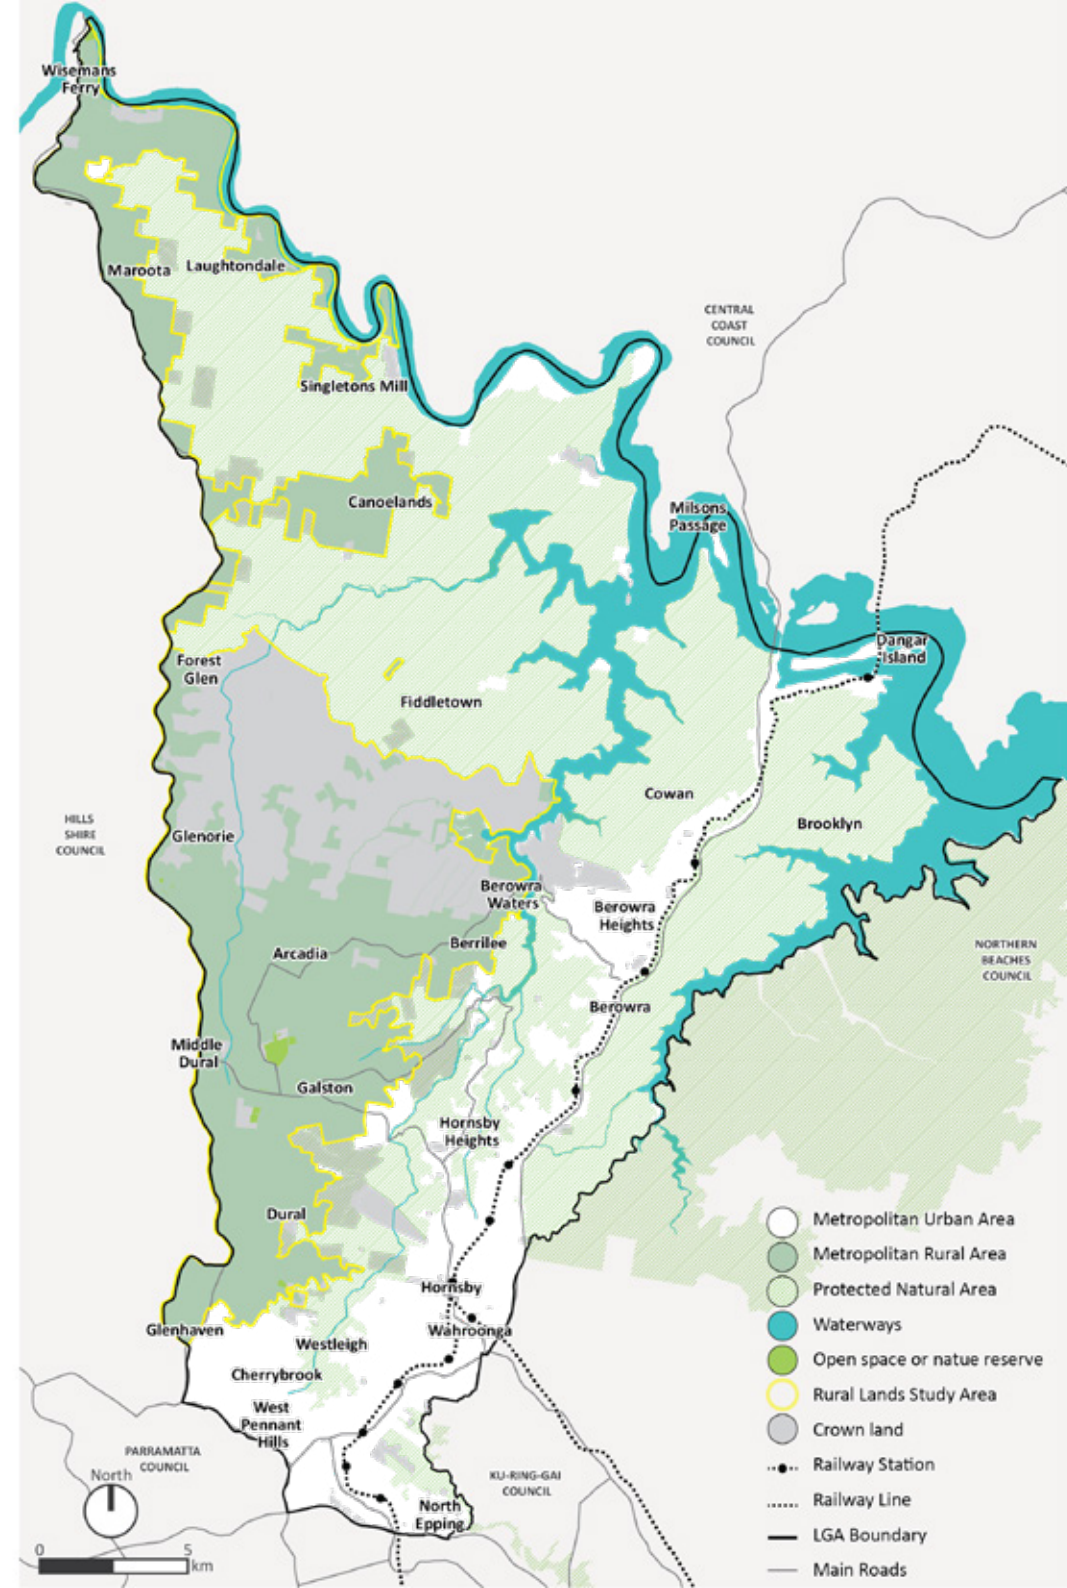 Wisemans
Ferry
Maroota
Laughtondale
CENTRAL
COAST
COUNCIL
Singletons Mill
Canoelands
Milsons
Passage
Dangar
Island
Forest
Glen
Fiddletown
Cowan
Brooklyn
HILLS
SHIRE
COUNCIL
Glenorie
Berowra
Waters
Berowra
Heights
Berrilee
Arcadia
NORTHERN
BEACHES
COUNCIL
Berowra
Middle
Dural
Galston
Hornsby
Heights
Dural
Hornsby
Glenhaven
Wahroonga
Westleigh
Cherrybrook
West
Pennant
Hills
PARRAMATTA
COUNCIL
KU-RING-GAI
COUNCIL
North
Epping
North
0 5
km
Metropolitan Urban Area
Metropolitan Rural Area
Protected Natural Area
Waterways
Open space or natue reserve
Rural Lands Study Area
Crown land
Railway Station
Railway Line
LGA Boundary
Main Roads